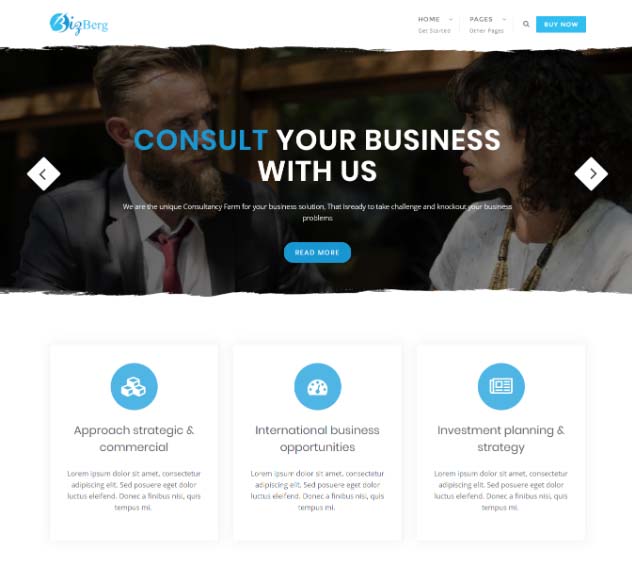 BizBerg
HOME
Get Started
PAGES
Other Pages
BUY NOW
CONSULT YOUR BUSINESS
WITH US
We are the unique Consultancy Farm for your business solution, That Isready to take challenge and knockout your business
problems
READ MORE
Approach strategic &
commercial
Lorem ipsum dolor sit amet, consectetur
adipiscing elit. Sed posuere eget dolor
luctus eleifend. Donec a finibus nisi, quis
tempus mi.
International business
opportunities
Lorem ipsum dolor sit amet, consectetur
adipiscing elit. Sed posuere eget dolor
luctus eleifend. Donec a finibus nisi, quis
tempus mi.
Investment planning &
strategy
Lorem ipsum dolor sit amet, consectetur
adipiscing elit. Sed posuere eget dolor
luctus eleifend. Donec a finibus nisi, quis
tempus mi.